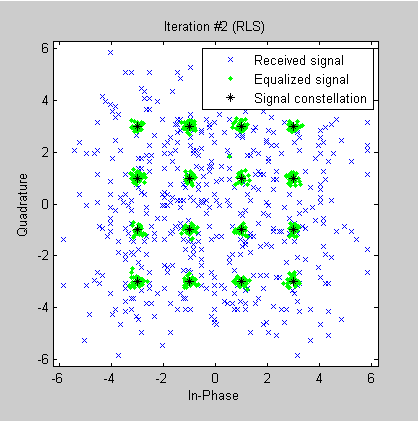 Iteration #2 (RLS)
Received signal
Equalized signal
Signal constellation
6
4
2
0
-2
-4
-6
Quadrature
-6 -4 -2 0 2 4 6
In-Phase